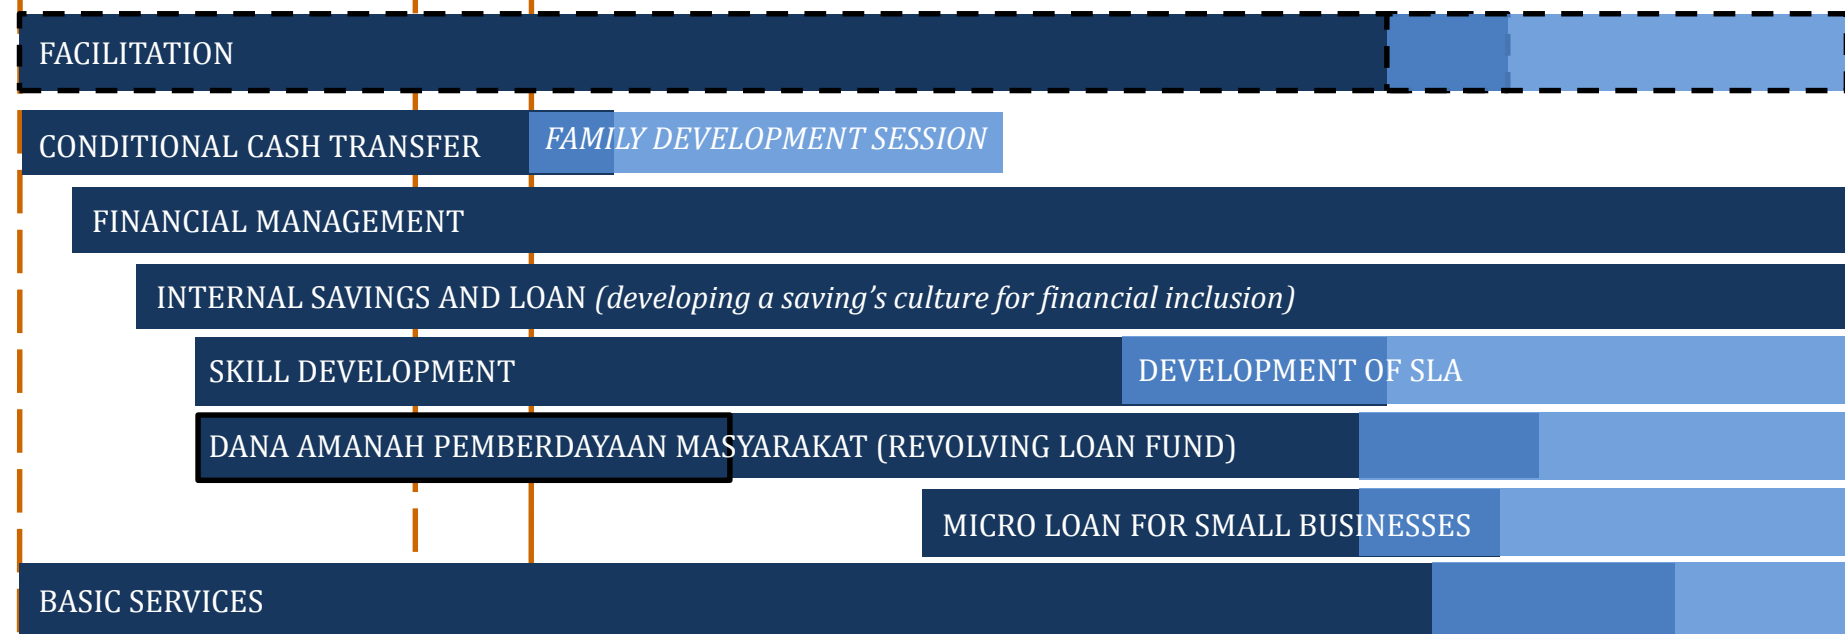 FACILITATION
CONDITIONAL CASH TRANSFER
FAMILY DEVELOPMENT SESSION
FINANCIAL MANAGEMENT
INTERNAL SAVINGS AND LOAN (developing a saving’s culture for financial inclusion)
SKILL DEVELOPMENT
DEVELOPMENT OF SLA
DANA AMANAH PEMBERDAYAAN MASYARAKAT (REVOLVING LOAN FUND)
MICRO LOAN FOR SMALL BUSINESSES
BASIC SERVICES